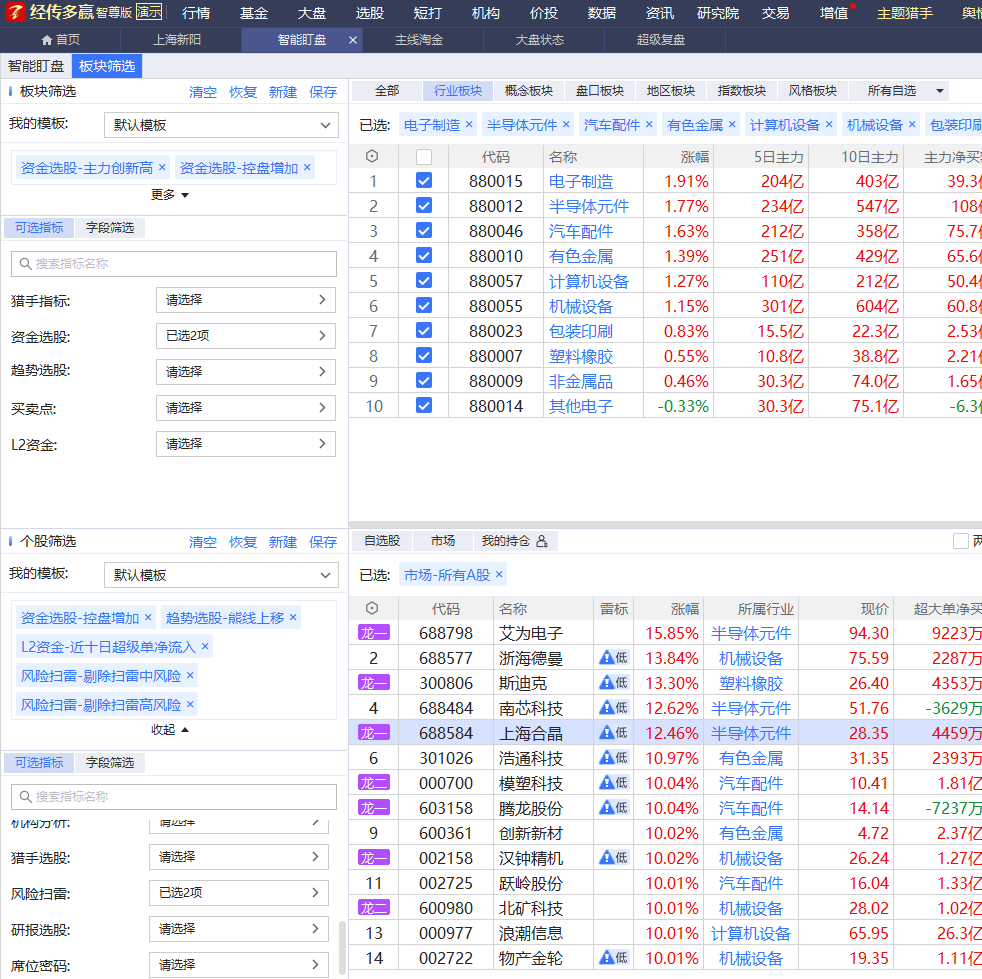 经传多赢 智尊版 演示 行情 基金 大盘 选股 短打 机构 价投 数据 资讯 研究院 交易 增值 主题猎手 舆情
首页 上海新阳 智能盯盘 × 主线淘金 大盘状态 超级复盘
智能盯盘 板块筛选
板块筛选 清空 恢复 新建 保存
我的模板: 默认模板
资金选股-主力创新高 × 资金选股-控盘增加 ×
更多
可选指标 字段筛选
搜索指标名称
猎手指标: 请选择
资金选股: 已选2项
趋势选股: 请选择
买卖点: 请选择
L2资金: 请选择
全部 行业板块 概念板块 盘口板块 地区板块 指数板块 风格板块 所有自选
已选: 电子制造 × 半导体元件 × 汽车配件 × 有色金属 × 计算机设备 × 机械设备 × 包装印刷
代码 名称 涨幅 5日主力 10日主力 主力净买
1 880015 电子制造 1.91% 204亿 403亿 39.3
2 880012 半导体元件 1.77% 234亿 547亿 108
3 880046 汽车配件 1.63% 212亿 358亿 75.7
4 880010 有色金属 1.39% 251亿 429亿 65.6
5 880057 计算机设备 1.27% 110亿 212亿 50.4
6 880055 机械设备 1.15% 301亿 604亿 60.8
7 880023 包装印刷 0.83% 15.5亿 22.3亿 2.53
8 880007 塑料橡胶 0.55% 10.8亿 38.8亿 2.21
9 880009 非金属品 0.46% 30.3亿 74.0亿 1.65
10 880014 其他电子 -0.33% 30.3亿 75.1亿 -6.3
个股筛选 清空 恢复 新建 保存
我的模板: 默认模板
资金选股-控盘增加 × 趋势选股-能线上移 ×
L2资金-近十日超级单净流入 ×
风险扫雷-剔除扫雷中风险 ×
风险扫雷-剔除扫雷高风险 ×
收起
可选指标 字段筛选
搜索指标名称
机构分析: 请选择
猎手选股: 请选择
风险扫雷: 已选2项
研报选股: 请选择
席位密码: 请选择
自选股 市场 我的持仓 两
已选: 市场-所有A股 ×
代码 名称 雷标 涨幅 所属行业 现价 超大单净买
龙一 688798 艾为电子 15.85% 半导体元件 94.30 9223万
2 688577 浙海德曼 低 13.84% 机械设备 75.59 2287万
龙一 300806 斯迪克 低 13.30% 塑料橡胶 26.40 4353万
4 688484 南芯科技 低 12.62% 半导体元件 51.76 -3629万
龙一 688584 上海合晶 低 12.46% 半导体元件 28.35 4459万
6 301026 浩通科技 低 10.97% 有色金属 31.35 2393万
龙二 000700 模塑科技 低 10.04% 汽车配件 10.41 1.81亿
龙一 603158 腾龙股份 低 10.04% 汽车配件 14.14 -7237万
9 600361 创新新材 10.02% 有色金属 4.72 2.37亿
龙一 002158 汉钟精机 低 10.02% 机械设备 26.24 1.27亿
11 002725 跃岭股份 10.01% 汽车配件 16.04 1.33亿
龙二 600980 北矿科技 10.01% 机械设备 28.02 1.02亿
13 000977 浪潮信息 10.01% 计算机设备 65.95 26.3亿
14 002722 物产金轮 低 10.01% 机械设备 19.35 1.11亿